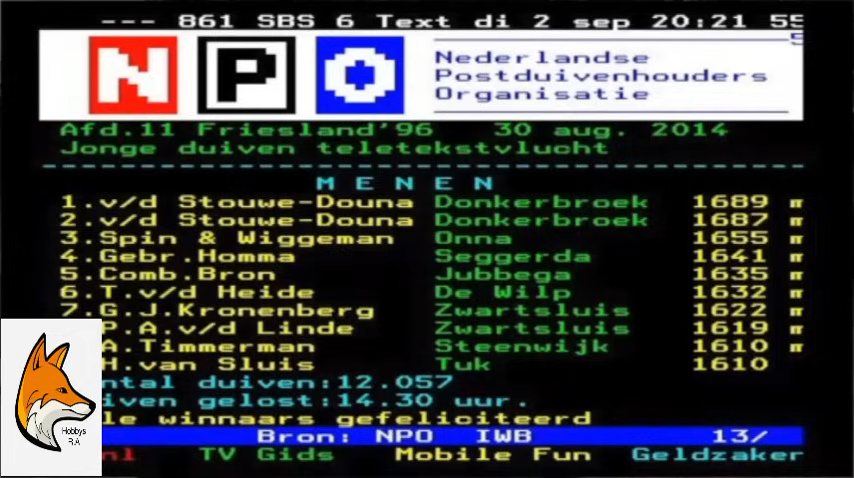 --- 861 SBS 6 Text di 2 sep 20:21
NPO
Nederlandse
Postduivenhouders
Organisatie
Afd.11 Friesland'96 30 aug. 2014
Jonge duiven teletekstvlucht
MENEN
1.v/d Stouwe-Douna Donkerbroek 1689 m
2.v/d Stouwe-Douna Donkerbroek 1687 m
3.Spin & Wiggeman Onna 1655 m
4.Gebr.Homma Seggerda 1641 m
5.Comb.Bron Jubbega 1635 m
6.T.v/d Heide De Wilp 1632 m
7.G.J.Kronenberg Zwartsluis 1622 m
P.A.v/d Linde Zwartsluis 1619 m
A.Timmerman Steenwijk 1610 m
H.van Sluis Tuk 1610
ntal duiven:12.057
iven gelost:14.30 uur.
le winnaars gefeliciteerd
Bron: NPO IWB 13/
nl TV Gids Mobile Fun Geldzaker
Hobbys
R.A